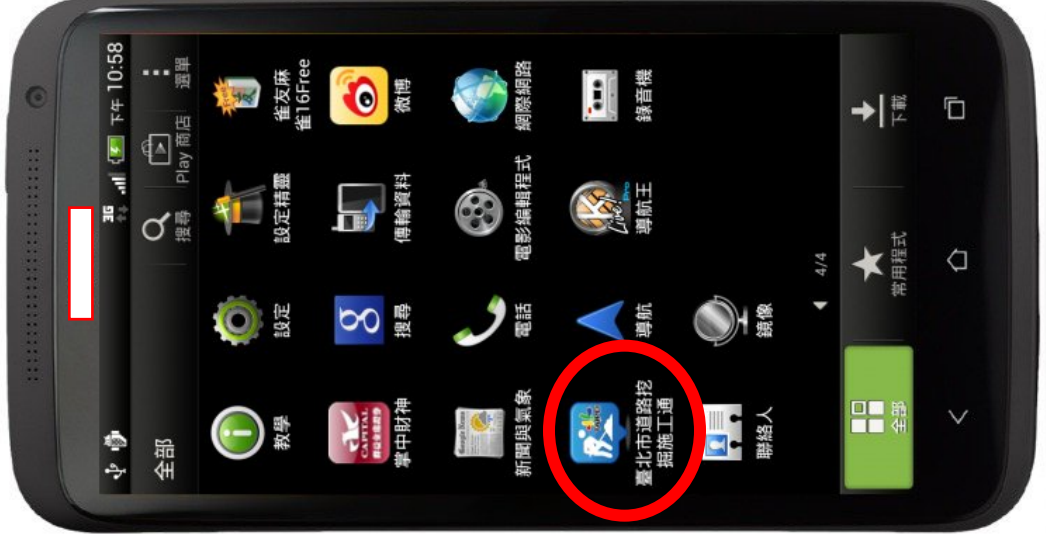 3G 下午 10:58
全部 搜尋 Play 商店 選單
教學 設定 設定精靈 雀友麻
雀16Free
CAPITAL
掌中財神 搜尋 傳輸資料 微博
新聞與氣象 電話 電影編輯程式 網際網路
Live! Pro
臺北市道路挖 導航 導航王 錄音機
掘施工通
聯絡人 鏡像
4/4
全部 常用程式 下載